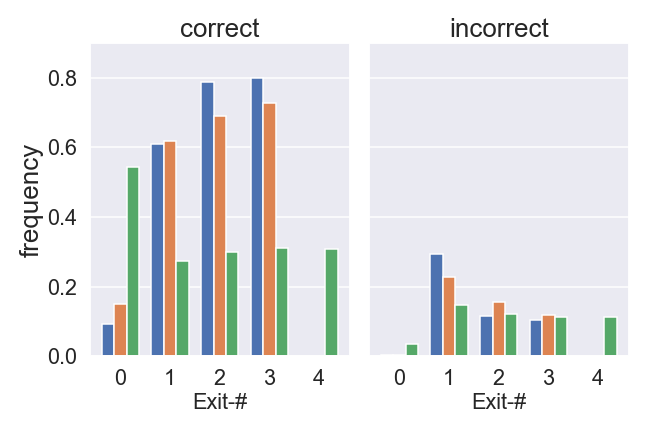 correct
incorrect
frequency
0.8
0.6
0.4
0.2
0.0
0 1 2 3 4
0 1 2 3 4
Exit-#
Exit-#